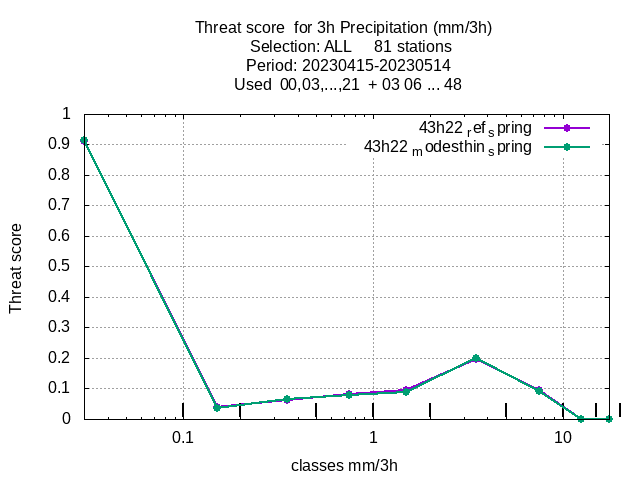 Threat score  for 3h Precipitation (mm/3h)
Selection: ALL     81 stations
Period: 20230415-20230514
Used  00,03,...,21  + 03 06 ... 48
43h22 ref spring
43h22 modesthin spring
Threat score
1
0.9
0.8
0.7
0.6
0.5
0.4
0.3
0.2
0.1
0
0.1 1 10
classes mm/3h